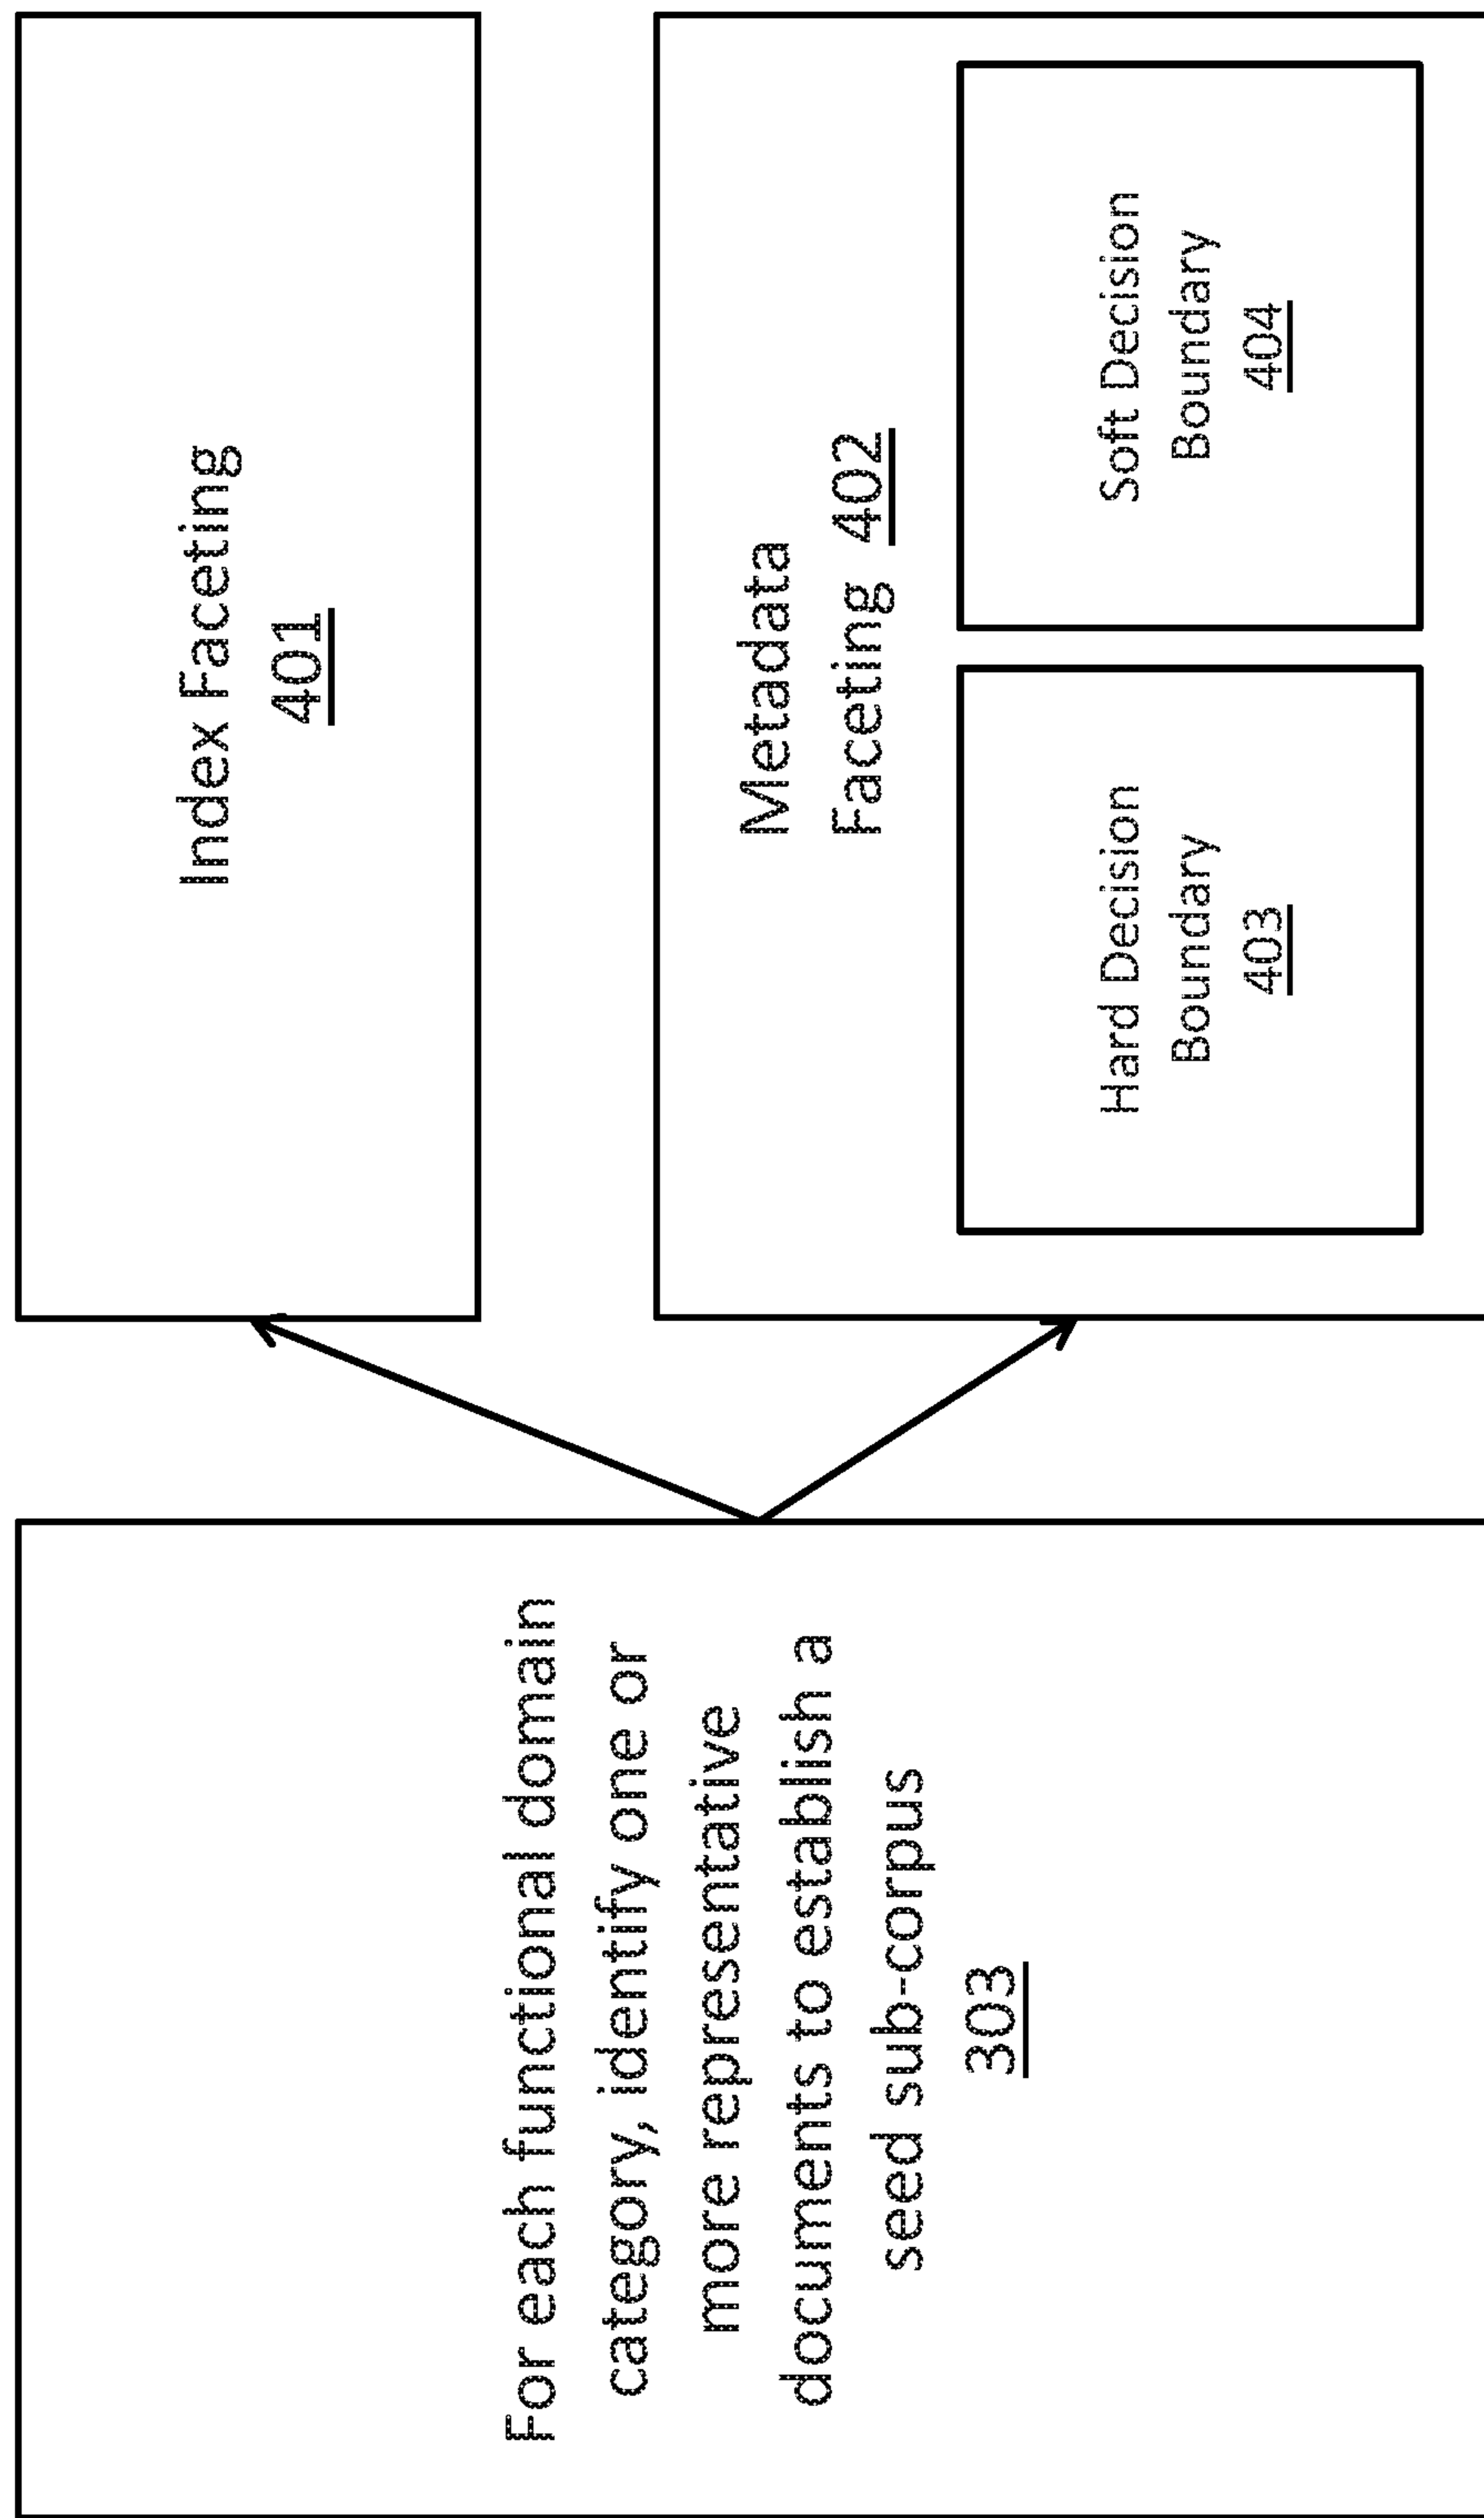 For each functional domain
category, identify one or
more representative
documents to establish a
seed sub-corpus
303
Index Faceting
401
Metadata
Faceting 402
Hard Decision
Boundary
403
Soft Decision
Boundary
404